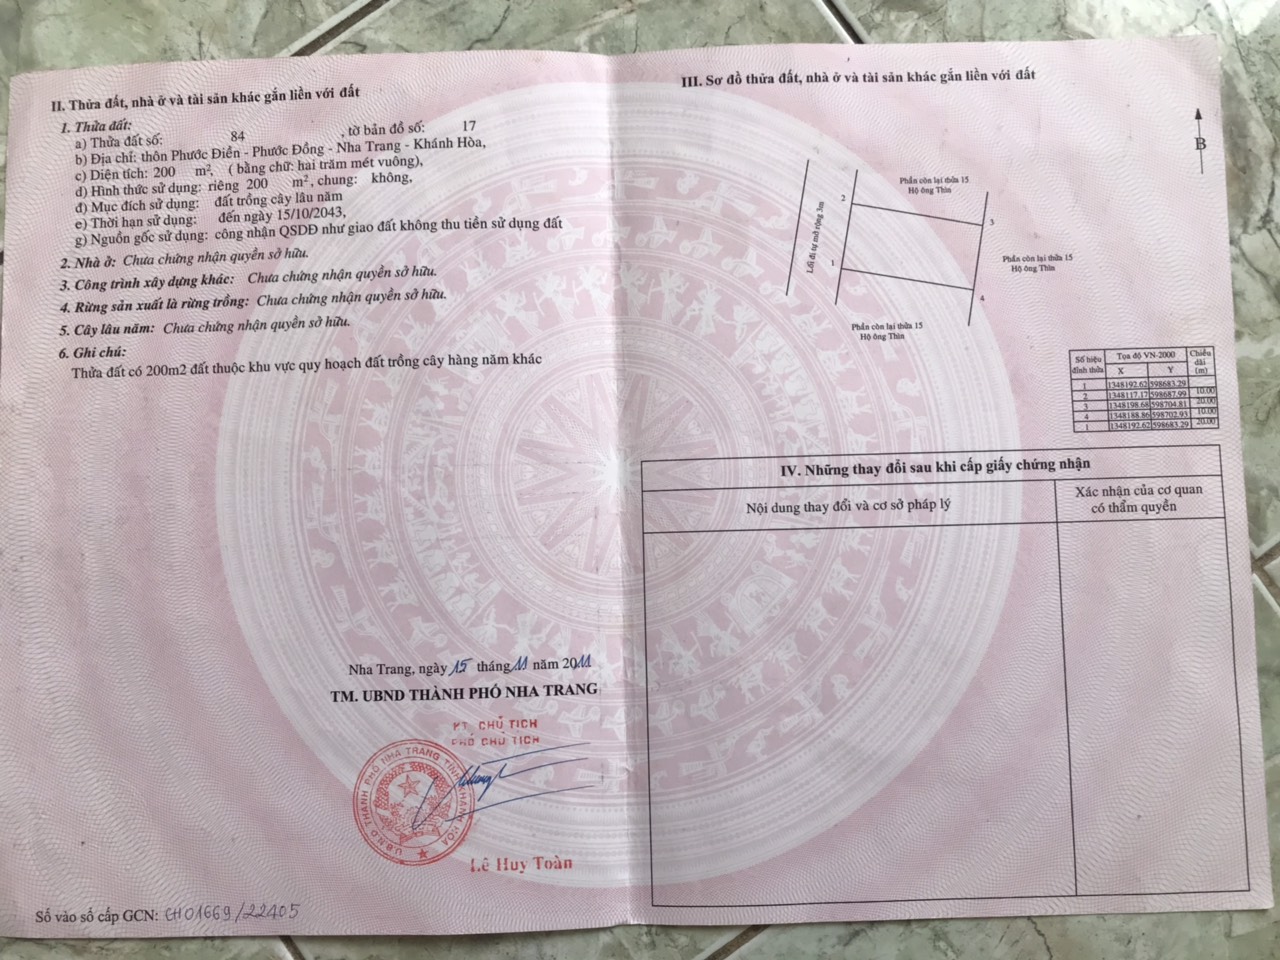 II. Thửa đất, nhà ở và tài sản khác gắn liền với đất
1. Thửa đất:
a) Thửa đất số: 84 , tờ bản đồ số: 17
b) Địa chỉ: thôn Phước Điền - Phước Đồng - Nha Trang - Khánh Hòa,
c) Diện tích: 200 m², ( bằng chữ: hai trăm mét vuông),
d) Hình thức sử dụng: riêng 200 m², chung: không,
đ) Mục đích sử dụng: đất trồng cây lâu năm
e) Thời hạn sử dụng: đến ngày 15/10/2043,
g) Nguồn gốc sử dụng: công nhận QSDĐ như giao đất không thu tiền sử dụng đất
2. Nhà ở: Chưa chứng nhận quyền sở hữu.
3. Công trình xây dựng khác: Chưa chứng nhận quyền sở hữu.
4. Rừng sản xuất là rừng trồng: Chưa chứng nhận quyền sở hữu.
5. Cây lâu năm: Chưa chứng nhận quyền sở hữu.
6. Ghi chú:
Thửa đất có 200m2 đất thuộc khu vực quy hoạch đất trồng cây hàng năm khác
Nha Trang, ngày 15 tháng 11 năm 2011
TM. UBND THÀNH PHỐ NHA TRANG
KT. CHỦ TỊCH
PHÓ CHỦ TỊCH
U.B.N.D THÀNH PHỐ NHA TRANG TỈNH KHÁNH HÒA
Lê Huy Toàn
Số vào sổ cấp GCN: CH01669/22405
III. Sơ đồ thửa đất, nhà ở và tài sản khác gắn liền với đất
B
Phần còn lại thửa 15
Hộ ông Thìn
2
3
Lối đi tự mở rộng 3m
1
4
Phần còn lại thửa 15
Hộ ông Thìn
Phần còn lại thửa 15
Hộ ông Thìn
Số hiệu đỉnh thửa Tọa độ VN-2000 Chiều dài (m)
X Y
1 1348192.62 598683.29
10.00
2 1348117.17 598687.99
20.00
3 1348198.68 598704.81
10.00
4 1348188.86 598702.93
20.00
1 1348192.62 598683.29
IV. Những thay đổi sau khi cấp giấy chứng nhận
Nội dung thay đổi và cơ sở pháp lý
Xác nhận của cơ quan
có thẩm quyền